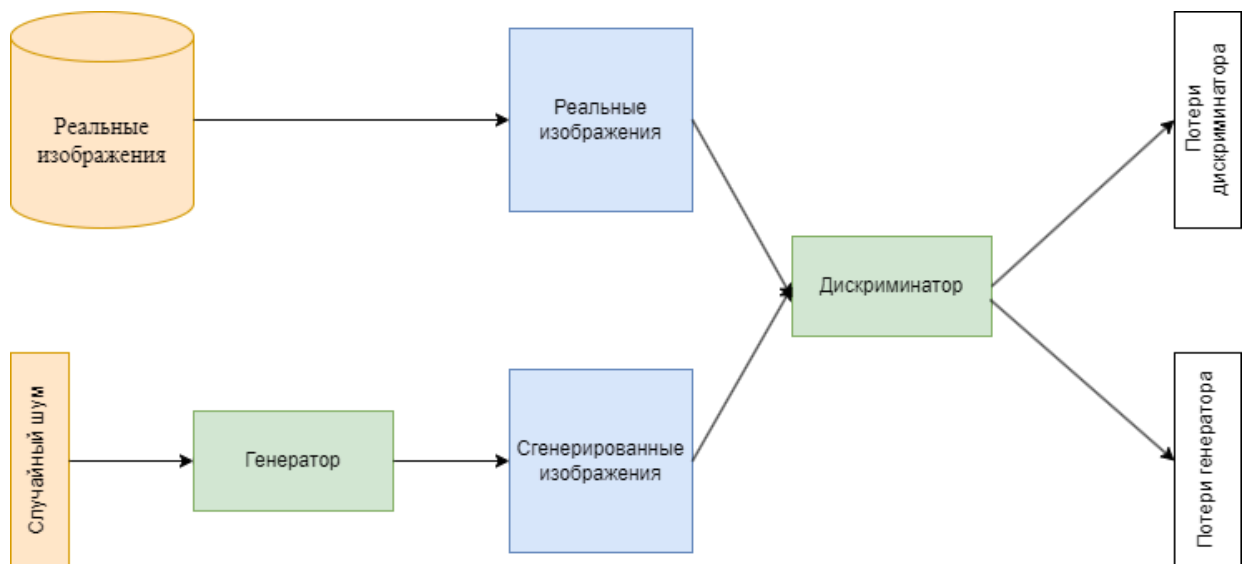 Реальные
изображения
Реальные
изображения
Дискриминатор
Потери
дискриминатора
Случайный шум
Генератор
Сгенерированные
изображения
Потери генератора